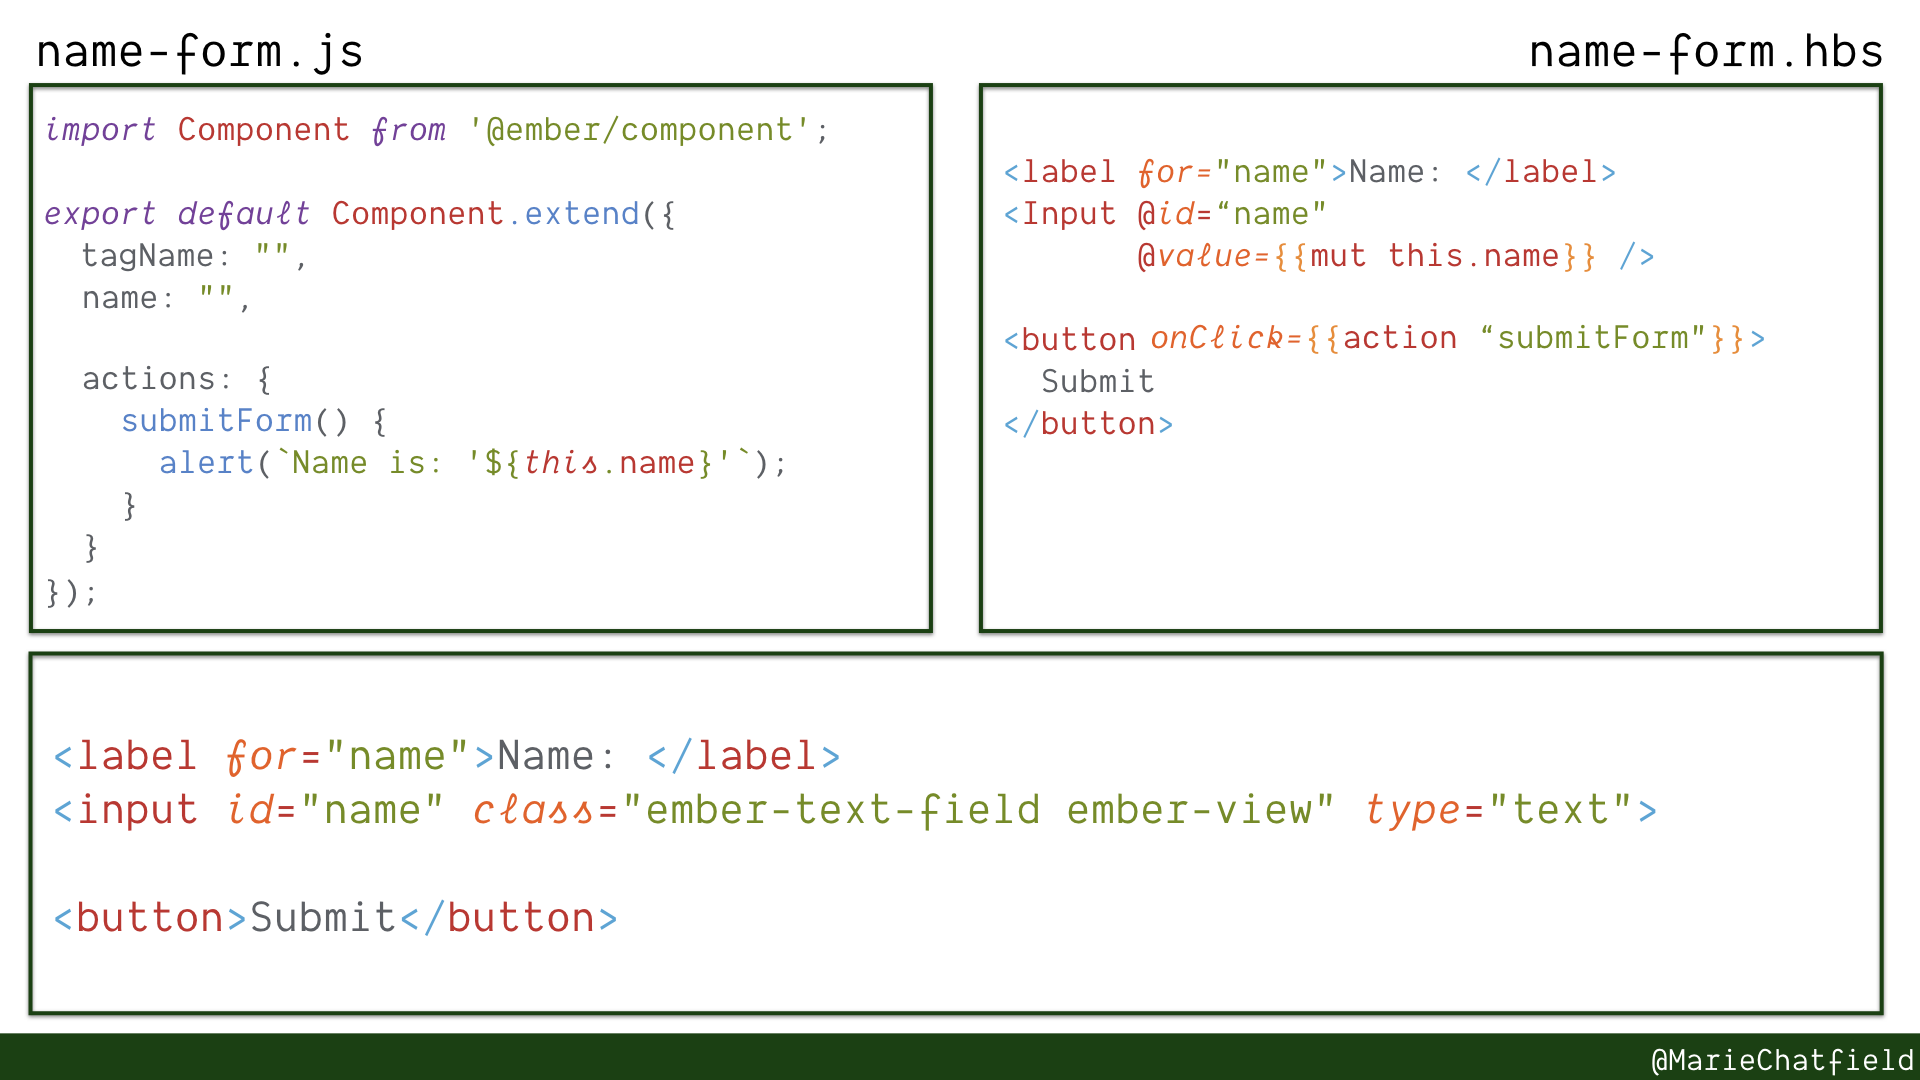 name-form.js
import Component from '@ember/component';
export default Component.extend({
  tagName: "",
  name: "",
  actions: {
    submitForm() {
      alert(`Name is: '${this.name}'`);
    }
  }
});
name-form.hbs
<label for="name">Name: </label>
<Input @id=“name"
       @value={{mut this.name}} />
<button onClick={{action “submitForm"}}>
  Submit
</button>
<label for="name">Name: </label>
<input id="name" class="ember-text-field ember-view" type="text">
<button>Submit</button>
@MarieChatfield